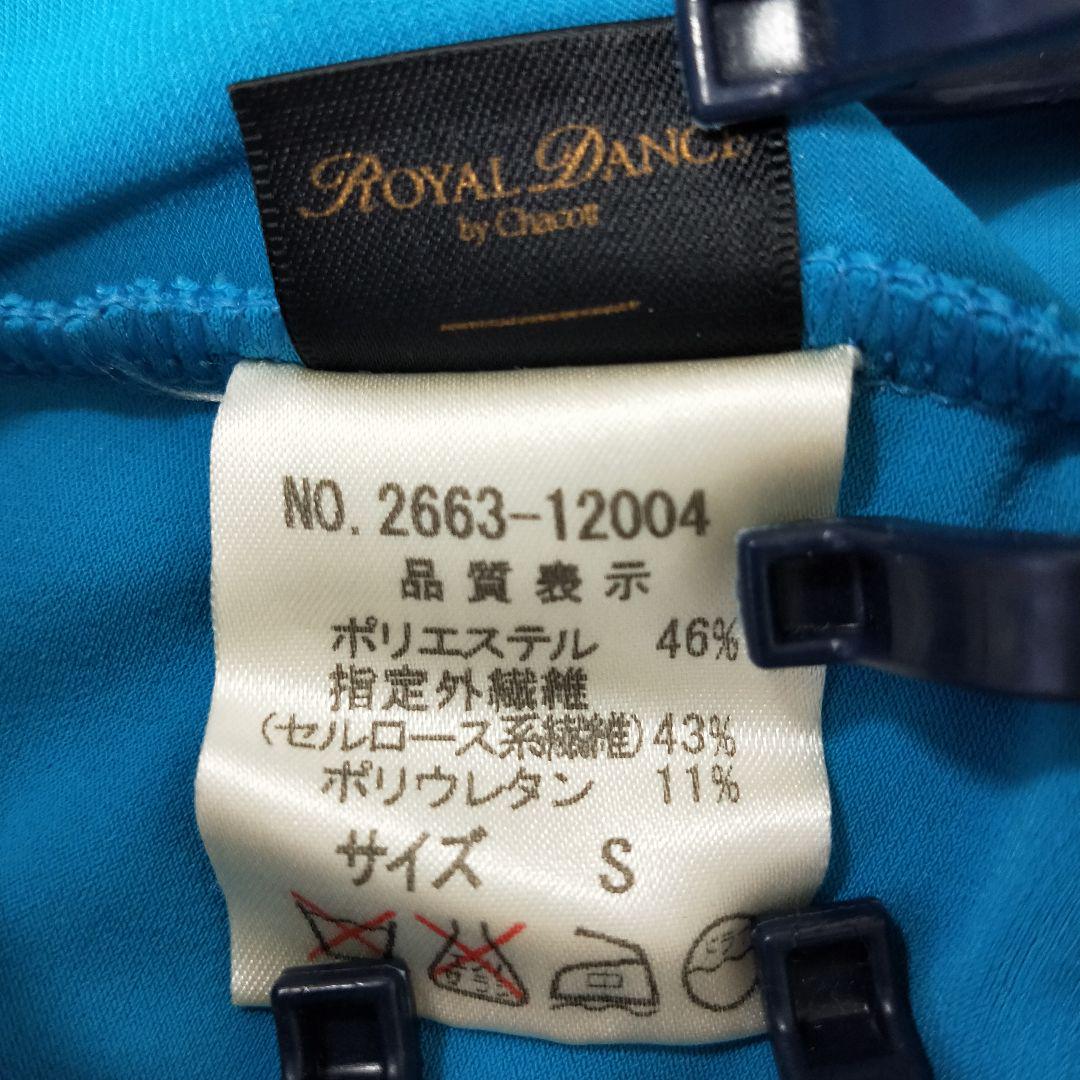 ROYAL DANCE
by Chacott
NO. 2663-12004
品質表示
ポリエステル 46%
指定外繊維
(セルロース系繊維)43%
ポリウレタン 11%
サイズ S